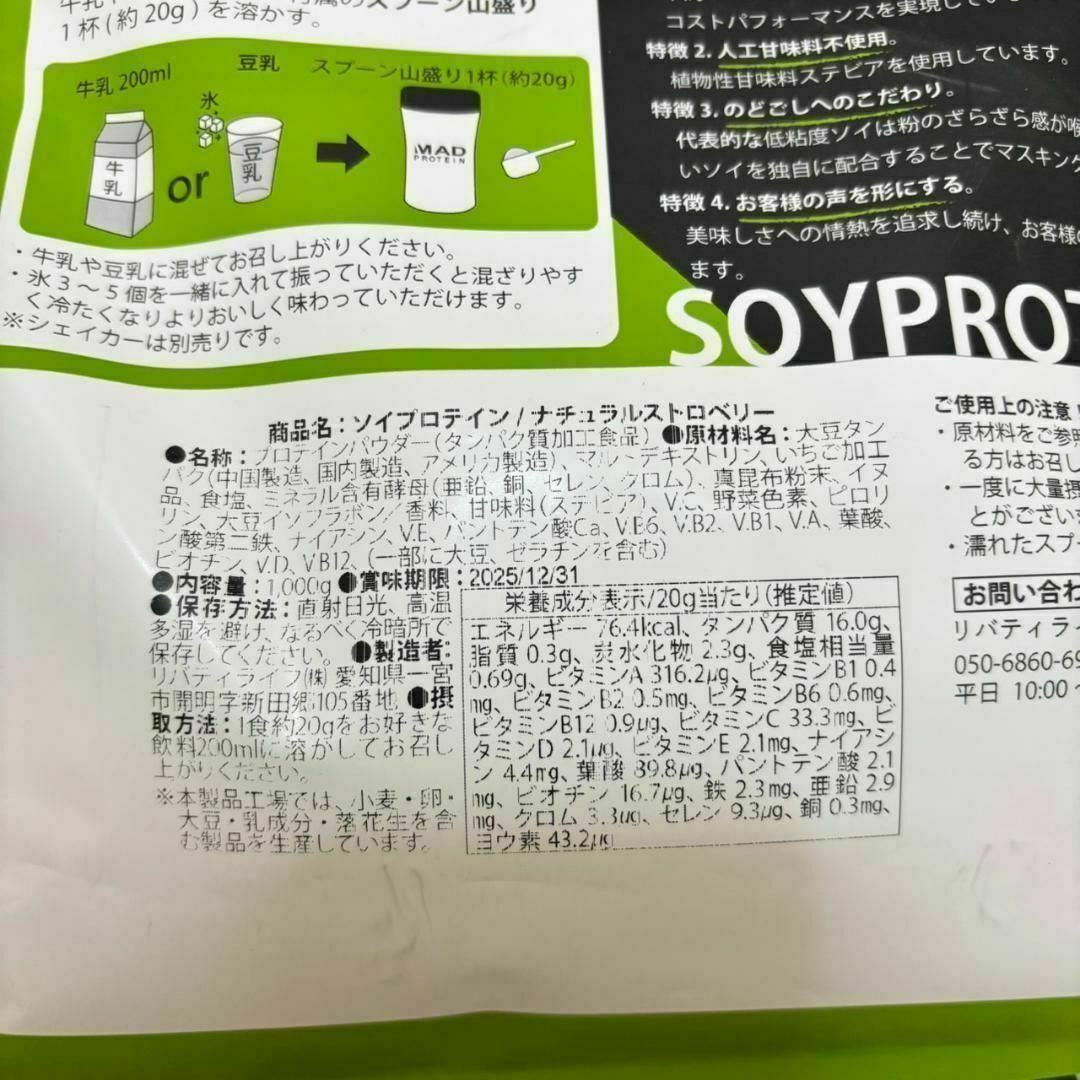 スプーン山盛り
1杯(約20g)を溶かす。
牛乳 200ml
豆乳
スプーン山盛り1杯(約20g)
氷
牛乳
or
豆乳
MAD
PROTEIN
・牛乳や豆乳に混ぜてお召し上がりください。
・氷3〜5個を一緒に入れて振っていただくと混ざりやす
く冷たくなりよりおいしく味わっていただけます。
※シェイカーは別売りです。
コストパフォーマンスを実現してい
特徴2. 人工甘味料不使用。
植物性甘味料ステビアを使用しています。
特徴3. のどごしへのこだわり。
代表的な低粘度ソイは粉のざらざら感が喉
いソイを独自に配合することでマスキング
特徴4. お客様の声を形にする。
美味しさへの情熱を追求し続け、お客様の
ます。
SOYPROT
商品名:ソイプロテイン/ナチュラルストロベリー
●名称:プロテインパウダー(タンパク質加工食品) ●原材料名:大豆タン
パク(中国製造、国内製造、アメリカ製造)、マルトデキストリン、いちご加工
品、食塩、ミネラル含有酵母(亜鉛、銅、セレン、クロム)、真昆布粉末、イヌ
リン、大豆イソフラボン/香料、甘味料(ステビア)、V.C、野菜色素、ピロリ
ン酸第二鉄、ナイアシン、V.E、パントテン酸Ca、V.B6、V.B2、V.B1、V.A、葉酸、
ビオチン、V.D、V.B12、(一部に大豆、ゼラチンを含む)
●内容量:1,000g ●賞味期限:2025/12/31
●保存方法:直射日光、高温
多湿を避け、なるべく冷暗所で
保存してください。 ●製造者:
リバティライフ(株) 愛知県一宮
市開明字新田郷105番地 ●摂
取方法:1食約20gをお好きな
飲料200mlに溶かしてお召し
上がりください。
※本製品工場では、小麦・卵・
大豆・乳成分・落花生を含
む製品を生産しています。
栄養成分表示/20g当たり(推定値)
エネルギー 76.4kcal、タンパク質 16.0g、
脂質 0.3g、炭水化物 2.3g、食塩相当量
0.69g、ビタミンA 316.2μg、ビタミンB1 0.4
mg、ビタミンB2 0.5mg、ビタミンB6 0.6mg、
ビタミンB12 0.9μg、ビタミンC 33.3mg、ビ
タミンD 2.1μg、ビタミンE 2.1mg、ナイアシ
ン 4.4mg、葉酸 89.8μg、パントテン酸 2.1
mg、ビオチン 16.7μg、鉄 2.3mg、亜鉛 2.9
mg、クロム 3.3μg、セレン 9.3μg、銅 0.3mg、
ヨウ素 43.2μg
ご使用上の注意
・原材料をご参照
る方はお召し
・一度に大量摂
とがござい
・濡れたスプ
お問い合わ
リバティラ
050-6860-69
平日 10:00〜